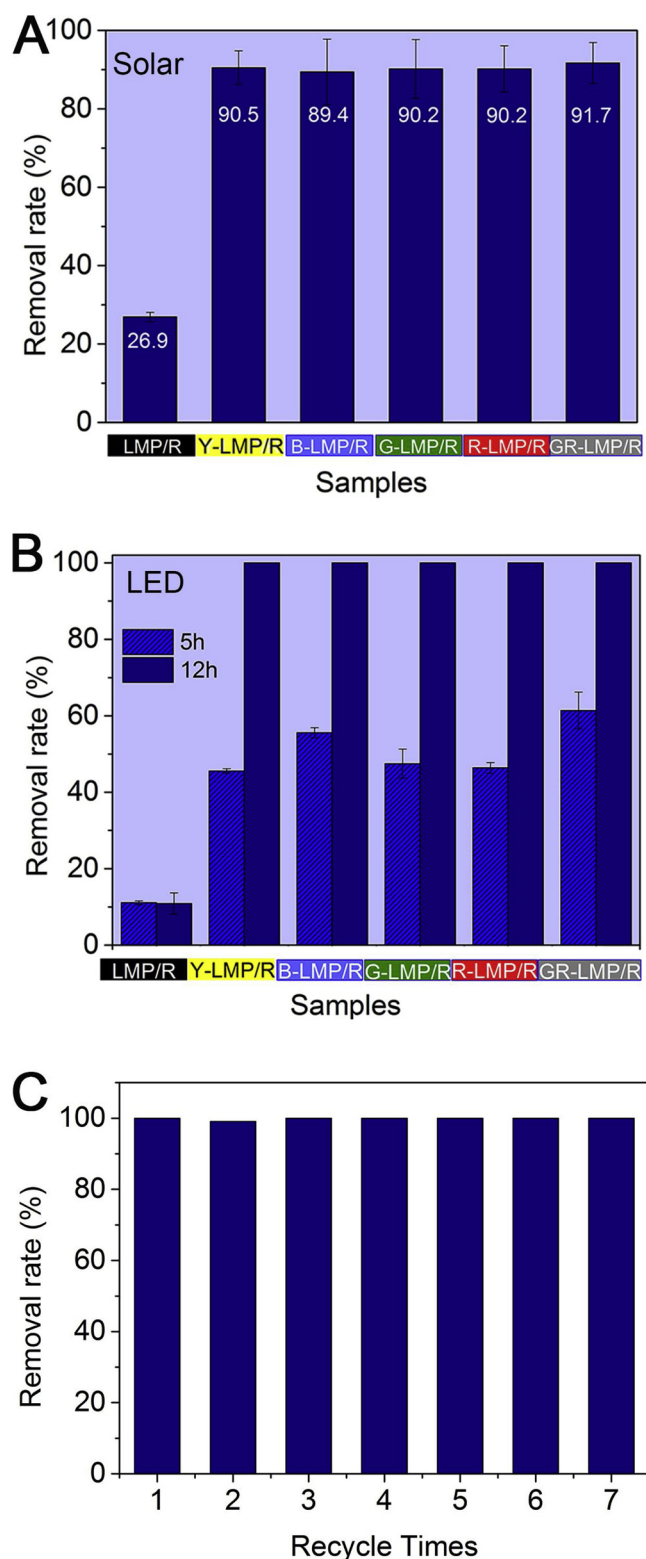 A
Solar
Removal rate (%)
100
80
60
40
20
0
26.9
90.5
89.4
90.2
90.2
91.7
LMP/R Y-LMP/R B-LMP/R G-LMP/R R-LMP/R GR-LMP/R
Samples
B
LED
5h
12h
Removal rate (%)
100
80
60
40
20
0
LMP/R Y-LMP/R B-LMP/R G-LMP/R R-LMP/R GR-LMP/R
Samples
C
Removal rate (%)
100
80
60
40
20
0
1 2 3 4 5 6 7
Recycle Times